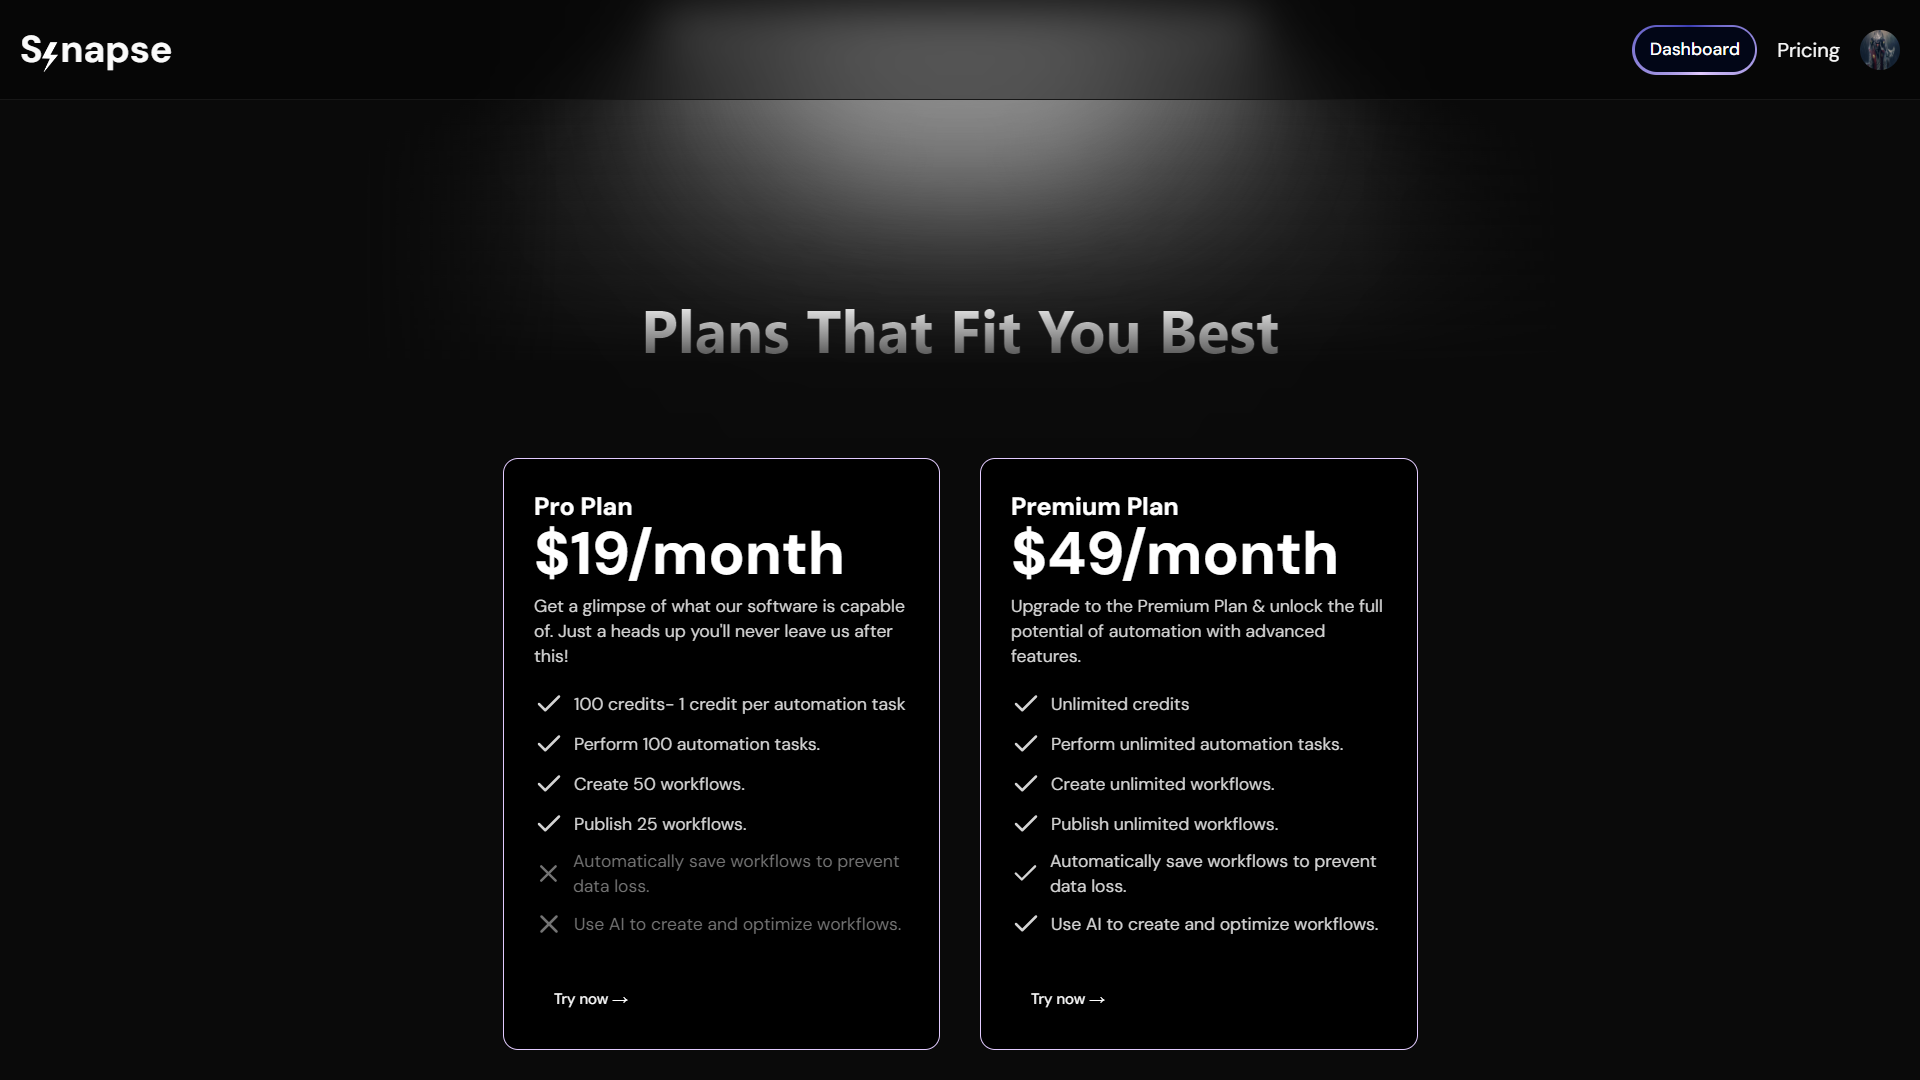 Synapse
Dashboard
Pricing
Plans That Fit You Best
Pro Plan
$19/month
Get a glimpse of what our software is capable
of. Just a heads up you'll never leave us after
this!
100 credits- 1 credit per automation task
Perform 100 automation tasks.
Create 50 workflows.
Publish 25 workflows.
Automatically save workflows to prevent
data loss.
Use AI to create and optimize workflows.
Try now →
Premium Plan
$49/month
Upgrade to the Premium Plan & unlock the full
potential of automation with advanced
features.
Unlimited credits
Perform unlimited automation tasks.
Create unlimited workflows.
Publish unlimited workflows.
Automatically save workflows to prevent
data loss.
Use AI to create and optimize workflows.
Try now →